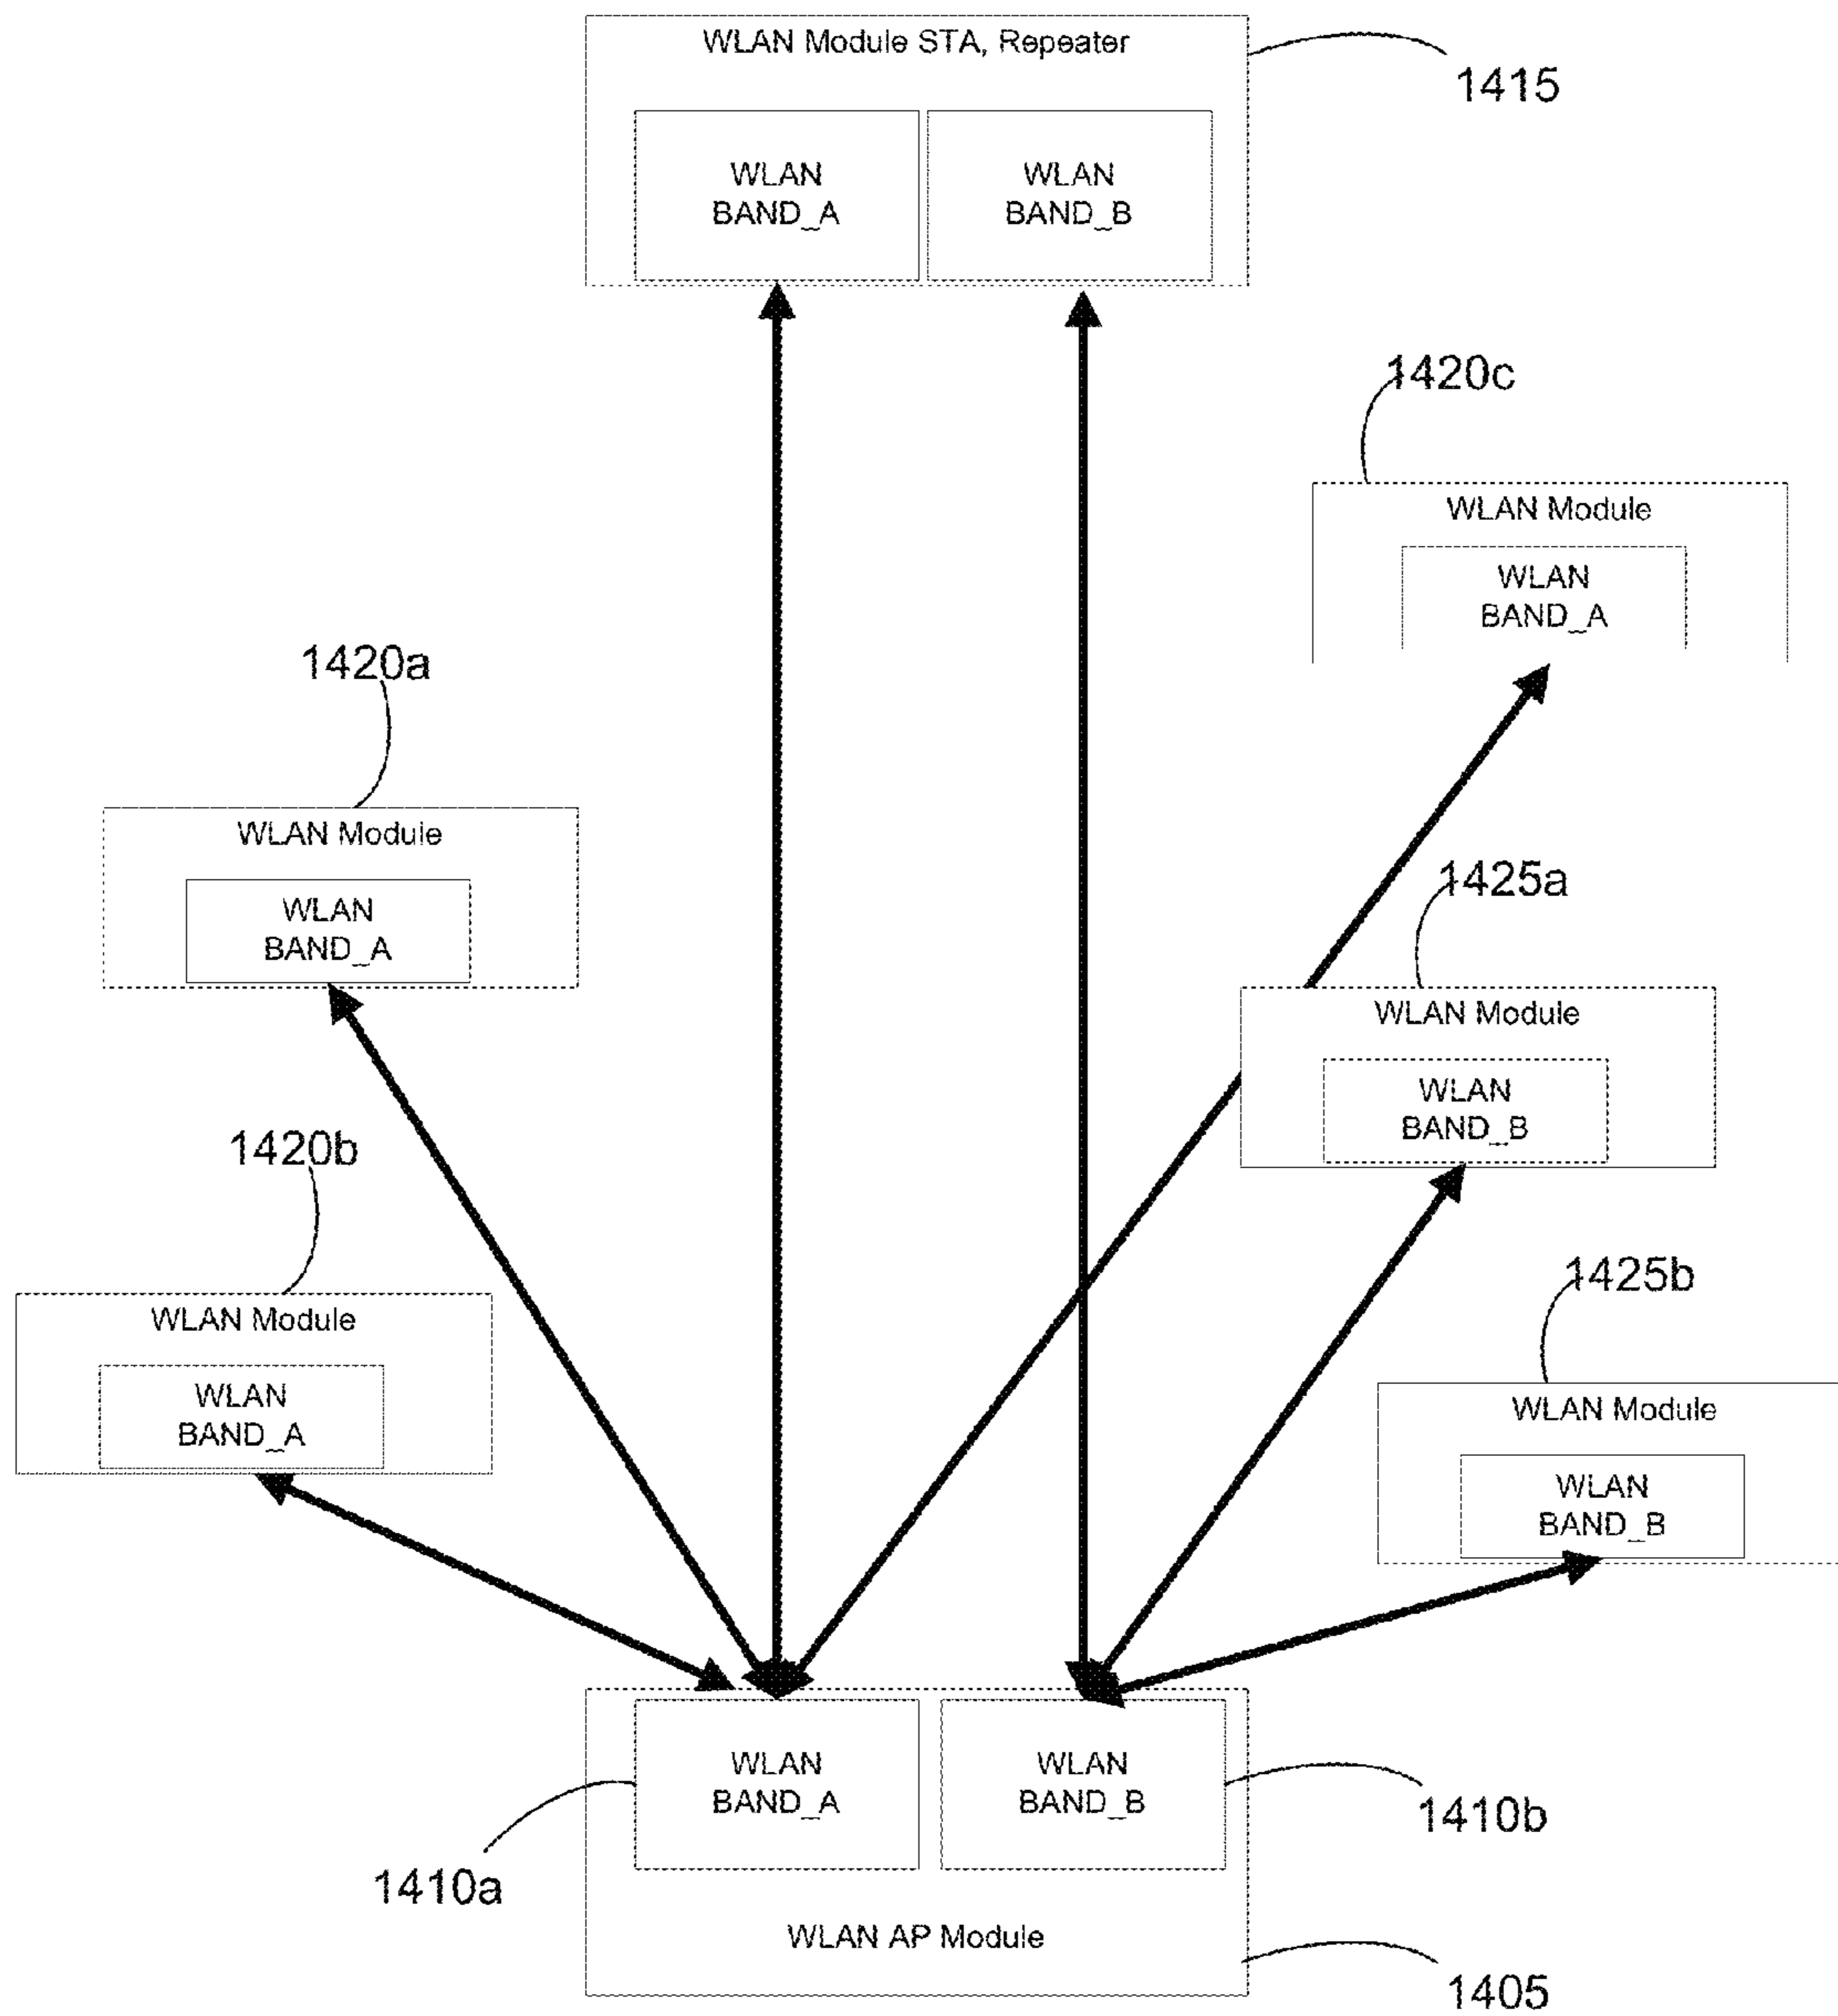 WLAN Module STA, Repeater
1415
WLAN
BAND_A
WLAN
BAND_B
1420c
WLAN Module
WLAN
BAND_A
1420a
WLAN Module
WLAN
BAND_A
1425a
WLAN Module
WLAN
BAND_B
1420b
WLAN Module
WLAN
BAND_A
1425b
WLAN Module
WLAN
BAND_B
WLAN
BAND_A
WLAN
BAND_B
1410a
1410b
WLAN AP Module
1405